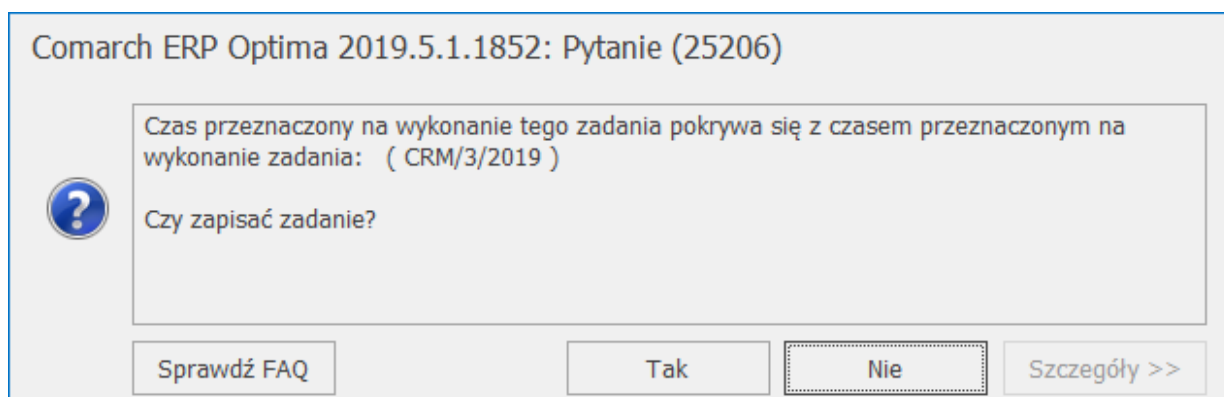 Comarch ERP Optima 2019.5.1.1852: Pytanie (25206)
Czas przeznaczony na wykonanie tego zadania pokrywa się z czasem przeznaczonym na
wykonanie zadania:   ( CRM/3/2019 )
Czy zapisać zadanie?
Sprawdź FAQ
Tak
Nie
Szczegóły >>